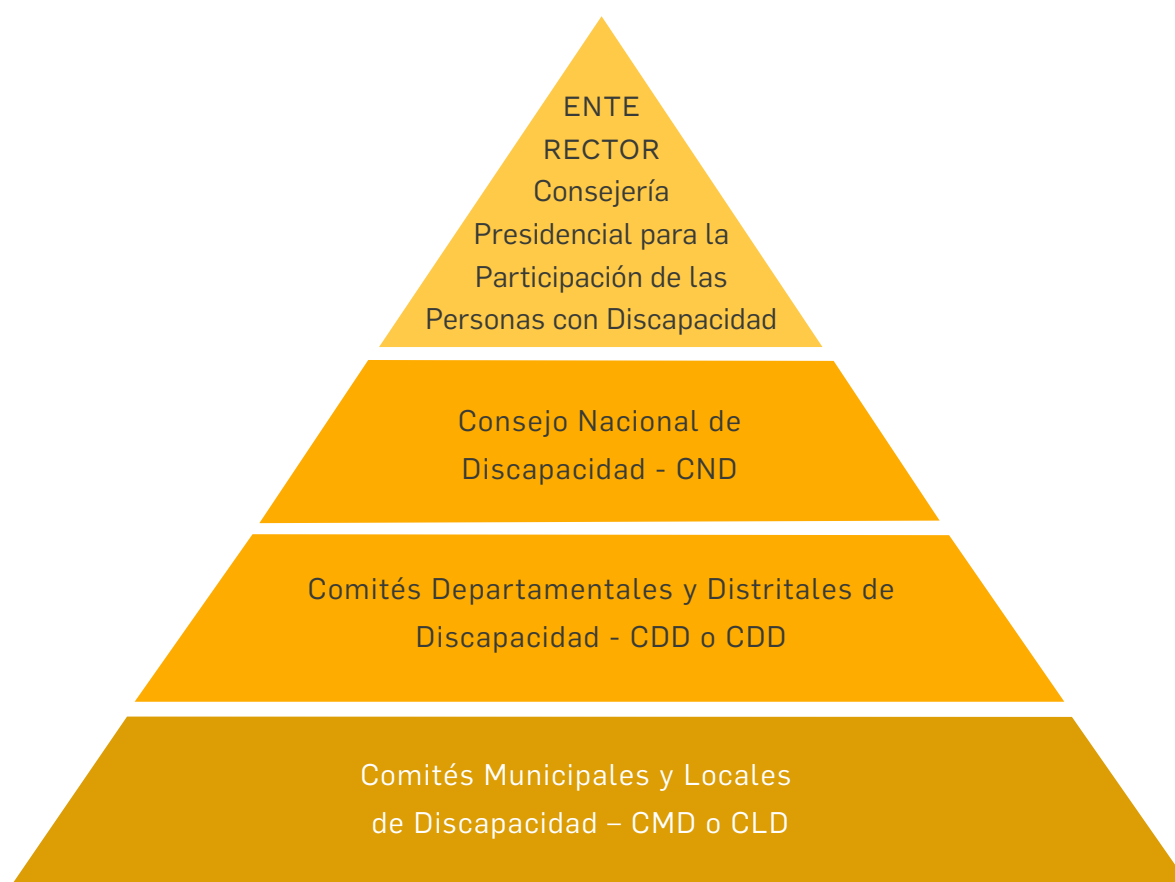 ENTE
RECTOR
Consejería
Presidencial para la
Participación de las
Personas con Discapacidad
Consejo Nacional de
Discapacidad - CND
Comités Departamentales y Distritales de
Discapacidad - CDD o CDD
Comités Municipales y Locales
de Discapacidad – CMD o CLD